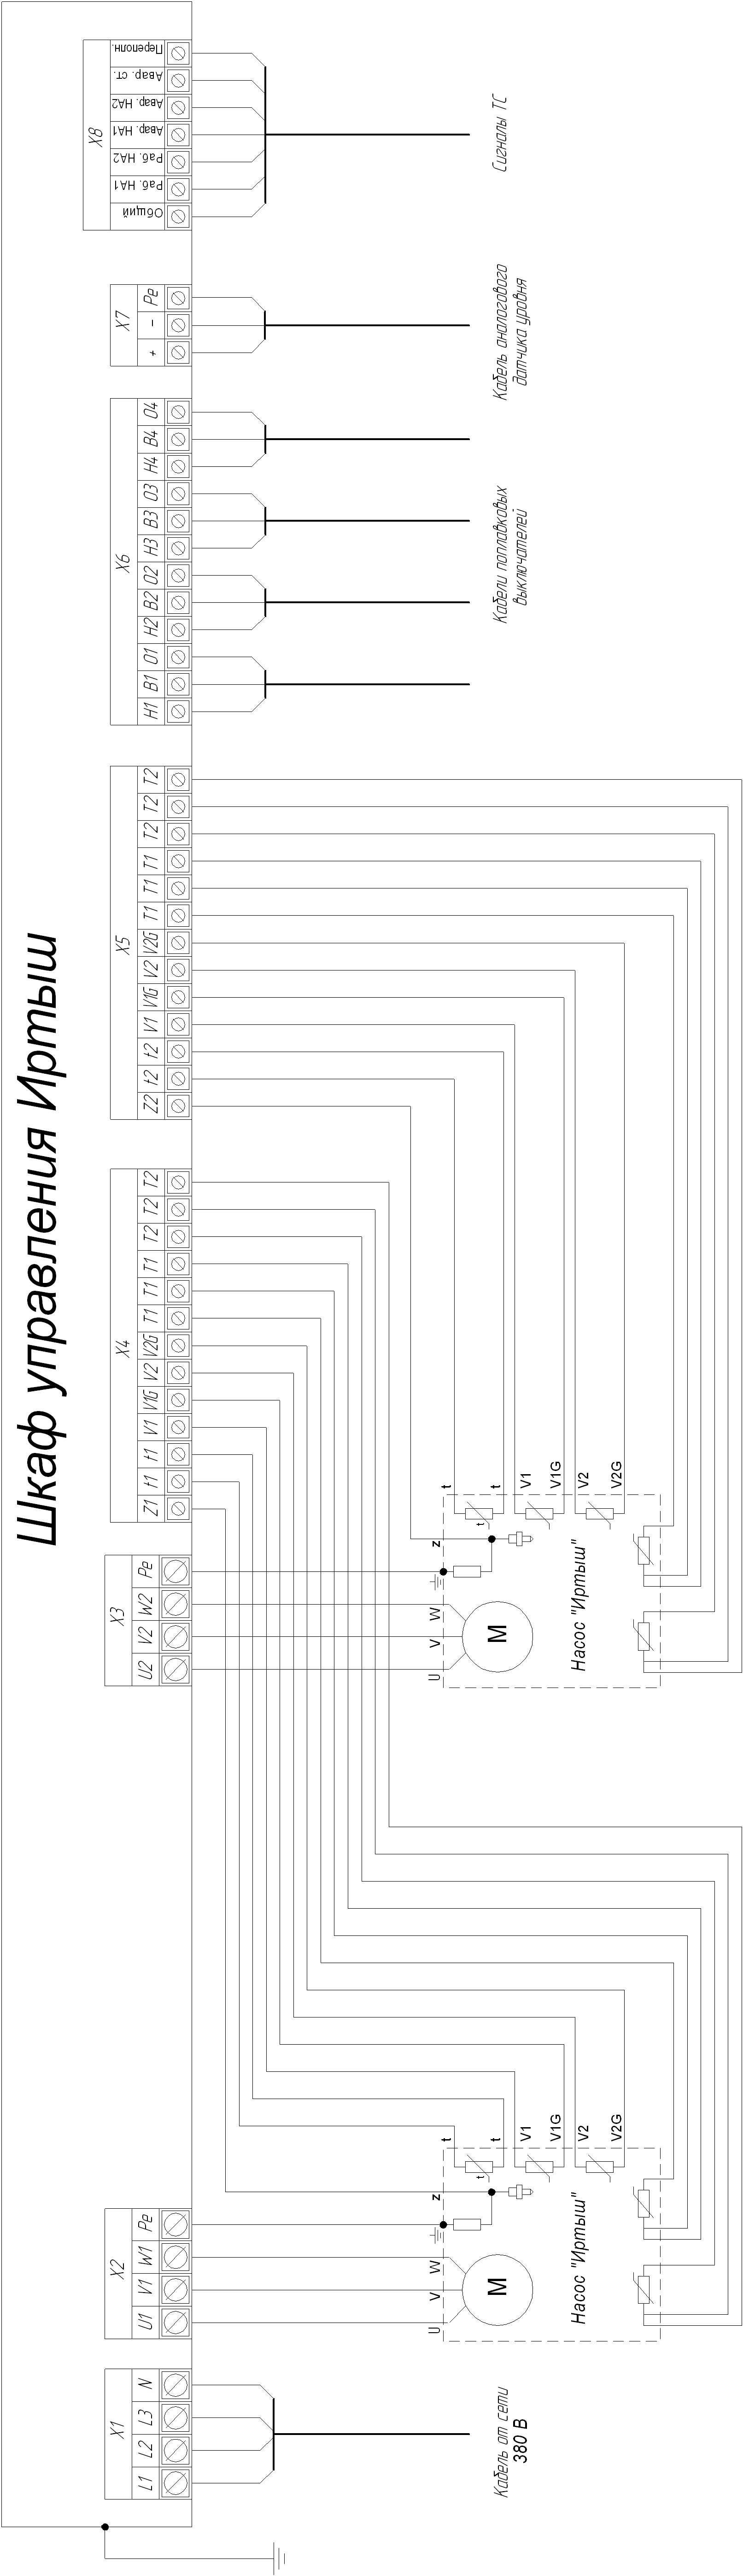 Шкаф управления Иртыш
X1
L1
L2
L3
N
X2
U1
V1
W1
Pe
X3
U2
V2
W2
Pe
X4
Z1
t1
t1
V1
V1G
V2
V2G
T1
T1
T1
T2
T2
T2
X5
Z2
t2
t2
V1
V1G
V2
V2G
T1
T1
T1
T2
T2
T2
X6
H1
B1
O1
H2
B2
O2
H3
B3
O3
H4
B4
O4
X7
+
-
Pe
X8
Общий
Раб. НА1
Раб. НА2
Авар. НА1
Авар. НА2
Авар. ст.
Переполн.
Кабель от сети
380 В
U
V
W
z
t
t
t
V1
V1G
V2
V2G
M
Насос "Иртыш"
U
V
W
z
t
t
t
V1
V1G
V2
V2G
M
Насос "Иртыш"
Кабели поплавковых
выключателей
Кабель аналогового
датчика уровня
Сигналы ТС